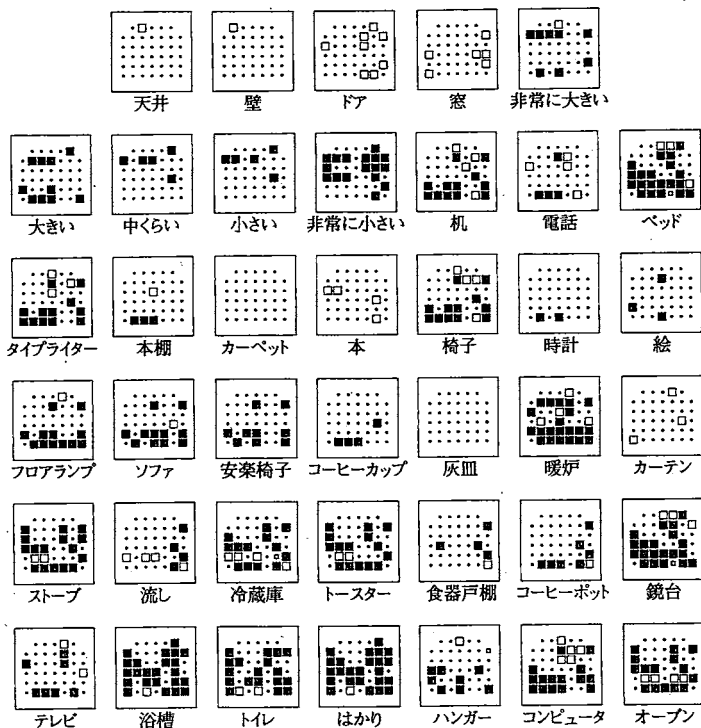 天井 壁 ドア 窓 非常に大きい
大きい 中くらい 小さい 非常に小さい 机 電話 ベッド
タイプライター 本棚 カーペット 本 椅子 時計 絵
フロアランプ ソファ 安楽椅子 コーヒーカップ 灰皿 暖炉 カーテン
ストーブ 流し 冷蔵庫 トースター 食器戸棚 コーヒーポット 鏡台
テレビ 浴槽 トイレ はかり ハンガー コンピュータ オーブン